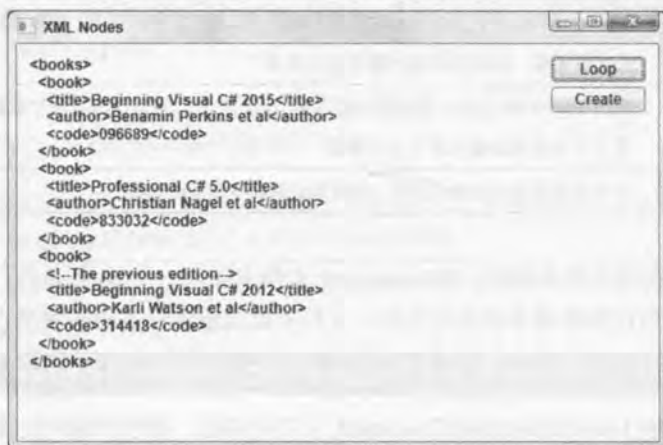 XML Nodes
<books>
<book>
<title>Beginning Visual C# 2015</title>
<author>Benamin Perkins et al</author>
<code>096689</code>
</book>
<book>
<title>Professional C# 5.0</title>
<author>Christian Nagel et al</author>
<code>833032</code>
</book>
<book>
<!--The previous edition-->
<title>Beginning Visual C# 2012</title>
<author>Karli Watson et al</author>
<code>314418</code>
</book>
</books>
Loop
Create